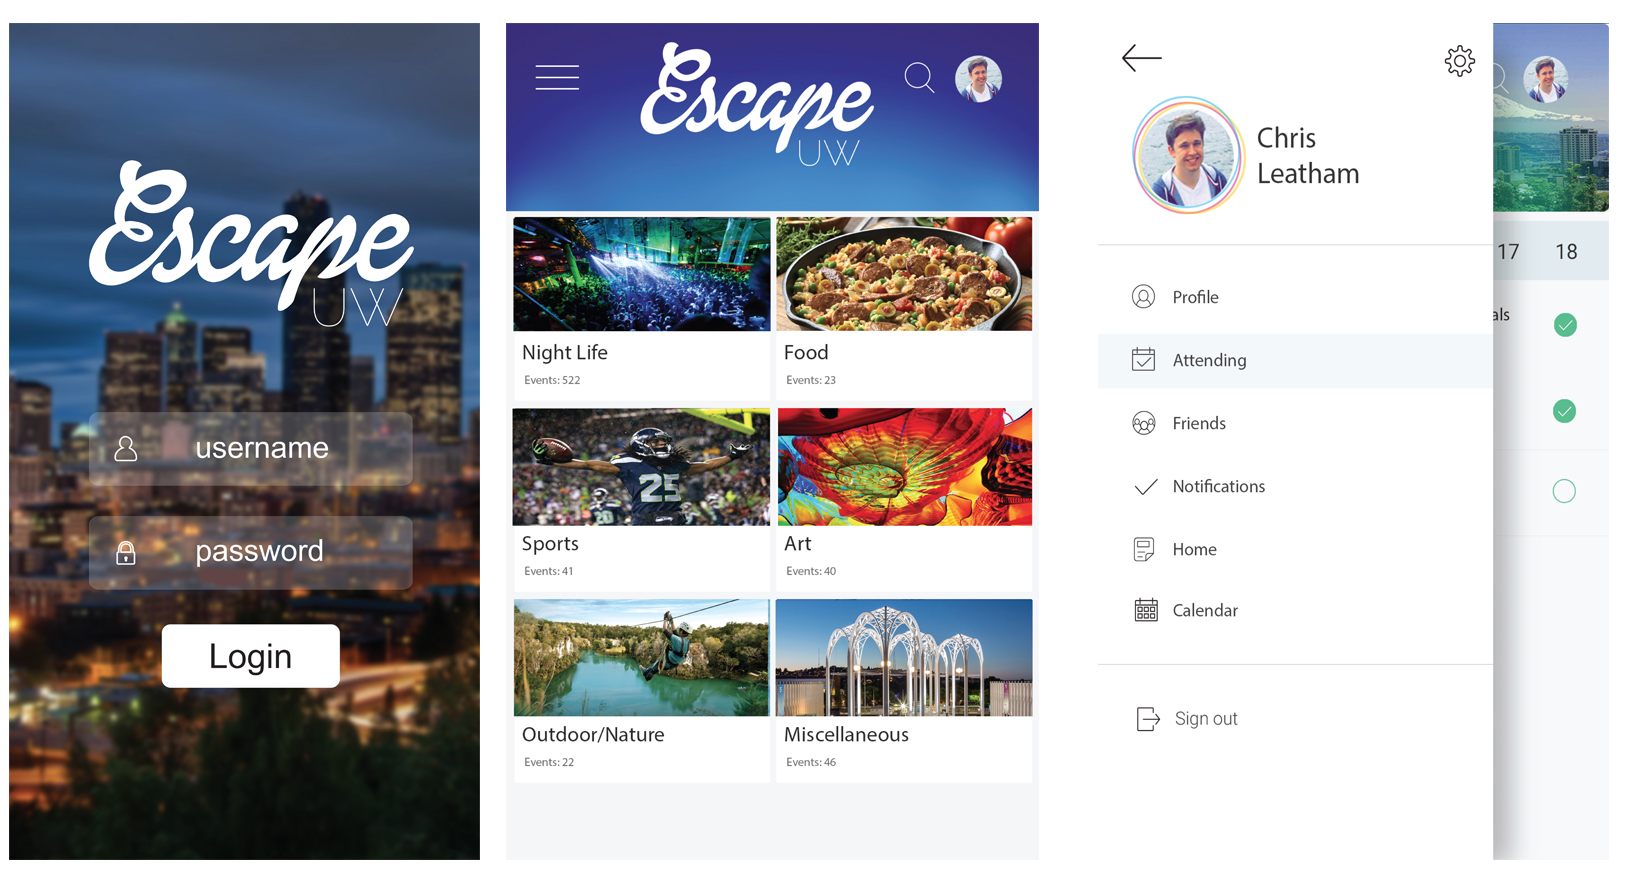 Escape
UW
username
password
Login
Escape
UW
Night Life
Events: 522
Food
Events: 23
25
Sports
Events: 41
Art
Events: 40
Outdoor/Nature
Events: 22
Miscellaneous
Events: 46
Chris
Leatham
Profile
Attending
Friends
Notifications
Home
Calendar
Sign out
17 18
als